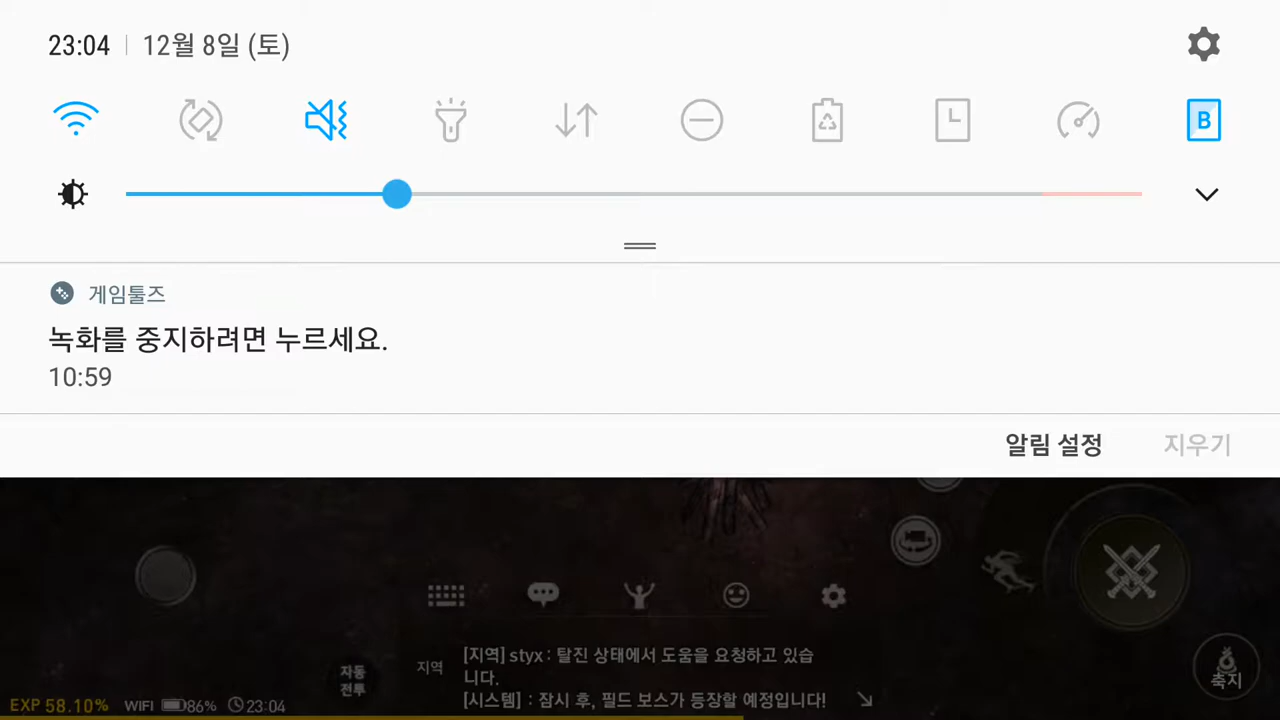 23:04 | 12월 8일 (토)
B
게임툴즈
녹화를 중지하려면 누르세요.
10:59
알림 설정 지우기
자동
전투
지역
[지역] styx : 탈진 상태에서 도움을 요청하고 있습
니다.
[시스템] : 잠시 후, 필드 보스가 등장할 예정입니다!
축지
EXP 58.10% WIFI 86% 23:04